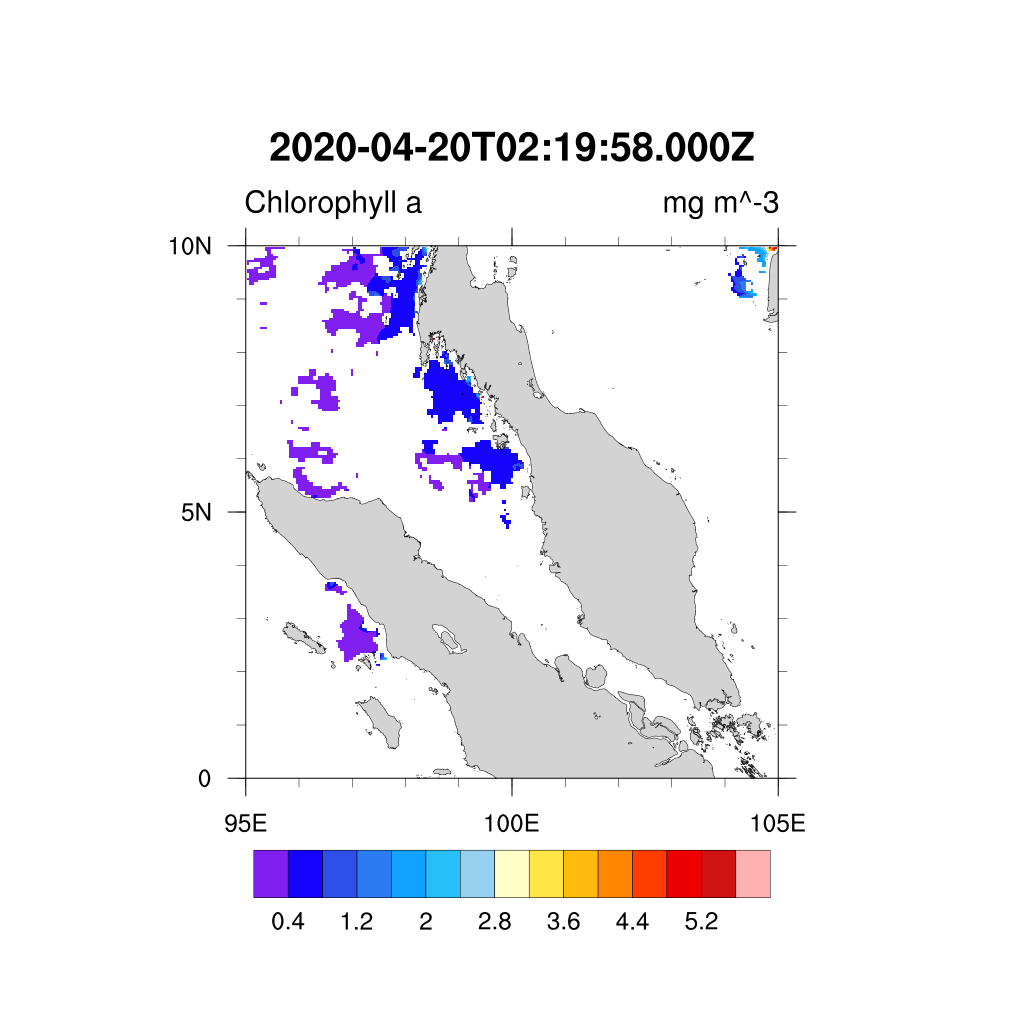 2020-04-20T02:19:58.000Z
Chlorophyll a mg m^-3
10N
5N
0
95E 100E 105E
0.4 1.2 2 2.8 3.6 4.4 5.2